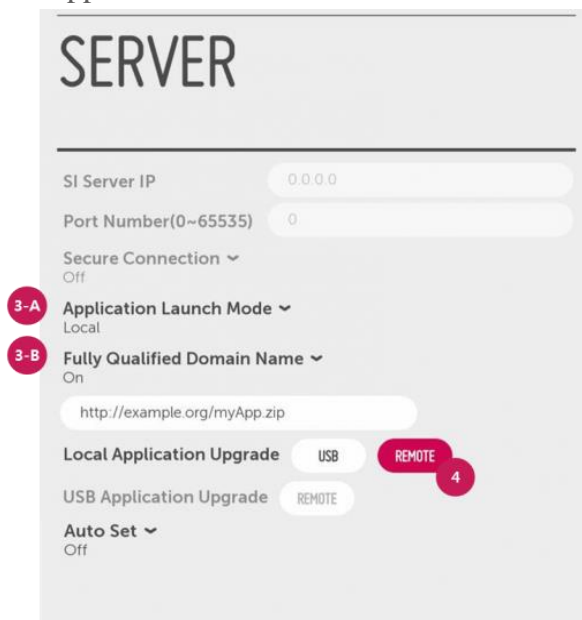 SERVER
SI Server IP 0.0.0.0
Port Number(0~65535) 0
Secure Connection
Off
3-A Application Launch Mode
Local
3-B Fully Qualified Domain Name
On
http://example.org/myApp.zip
Local Application Upgrade USB REMOTE
4
USB Application Upgrade REMOTE
Auto Set
Off